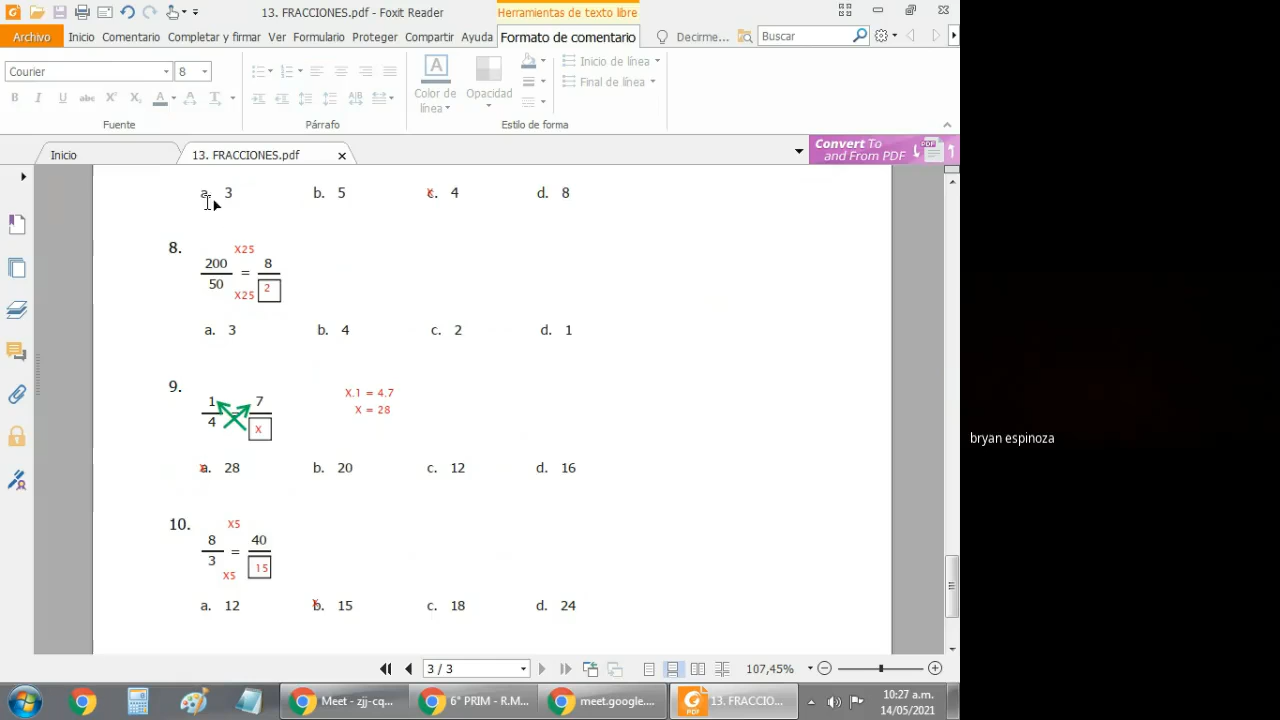 13. FRACCIONES.pdf - Foxit Reader
Herramientas de texto libre
Archivo Inicio Comentario Completar y firmar Ver Formulario Proteger Compartir Ayuda Formato de comentario Decirme... Buscar
Courier 8
Color de línea Opacidad
Inicio de línea
Final de línea
Fuente Párrafo Estilo de forma
Inicio 13. FRACCIONES.pdf
Convert To
and From PDF
a. 3 b. 5 x c. 4 d. 8
8.
X25
200 8
=
50 2
X25
a. 3 b. 4 c. 2 d. 1
9.
X.1 = 4.7
X = 28
1 7
=
4 x
x a. 28 b. 20 c. 12 d. 16
10.
X5
8 40
=
3 15
X5
a. 12 x b. 15 c. 18 d. 24
bryan espinoza
3 / 3 107,45%
Meet - zjj-cq... 6° PRIM - R.M... meet.google.... 13. FRACCIO...
10:27 a.m.
14/05/2021